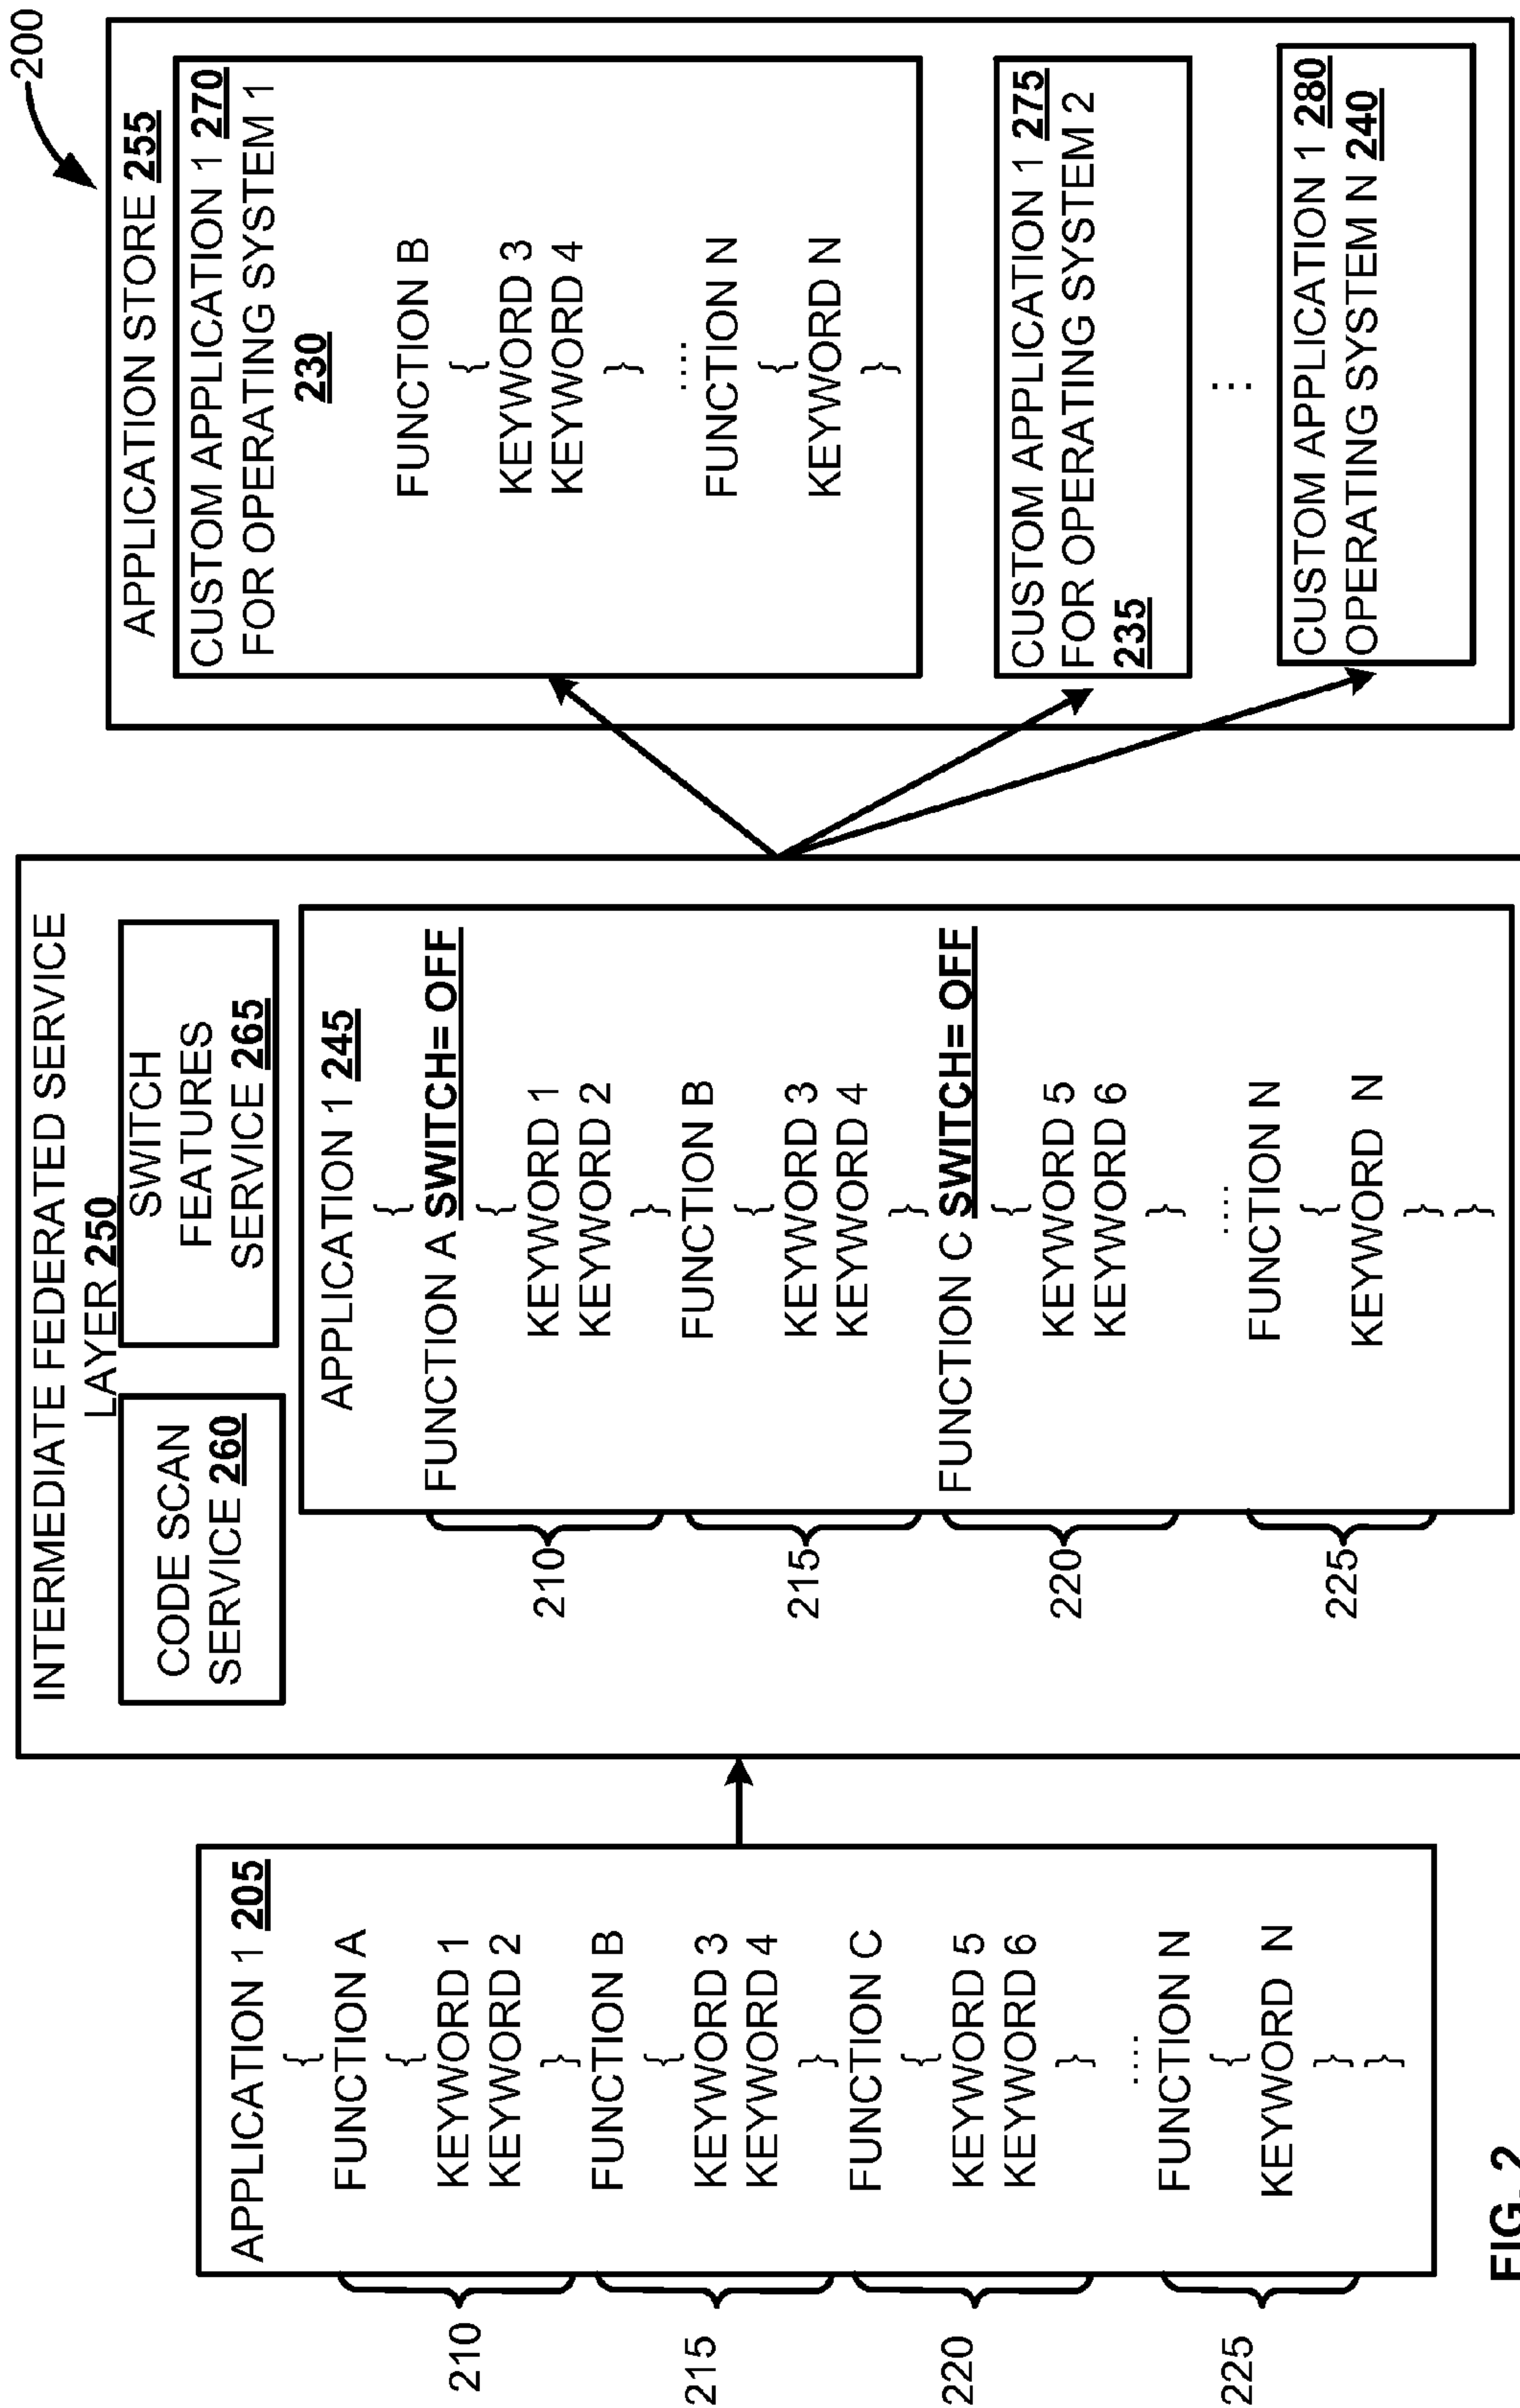 200
APPLICATION 1 205
{
FUNCTION A
{
KEYWORD 1
KEYWORD 2
}
FUNCTION B
{
KEYWORD 3
KEYWORD 4
}
FUNCTION C
{
KEYWORD 5
KEYWORD 6
}
....
FUNCTION N
{
KEYWORD N
}
}
210
215
220
225
INTERMEDIATE FEDERATED SERVICE
LAYER 250
CODE SCAN
SERVICE 260
SWITCH
FEATURES
SERVICE 265
APPLICATION 1 245
{
FUNCTION A SWITCH= OFF
{
KEYWORD 1
KEYWORD 2
}
FUNCTION B
{
KEYWORD 3
KEYWORD 4
}
FUNCTION C SWITCH= OFF
{
KEYWORD 5
KEYWORD 6
}
....
FUNCTION N
{
KEYWORD N
}
}
210
215
220
225
APPLICATION STORE 255
CUSTOM APPLICATION 1 270
FOR OPERATING SYSTEM 1
230
FUNCTION B
{
KEYWORD 3
KEYWORD 4
}
....
FUNCTION N
{
KEYWORD N
}
CUSTOM APPLICATION 1 275
FOR OPERATING SYSTEM 2
235
...
CUSTOM APPLICATION 1 280
OPERATING SYSTEM N 240
FIG. 2